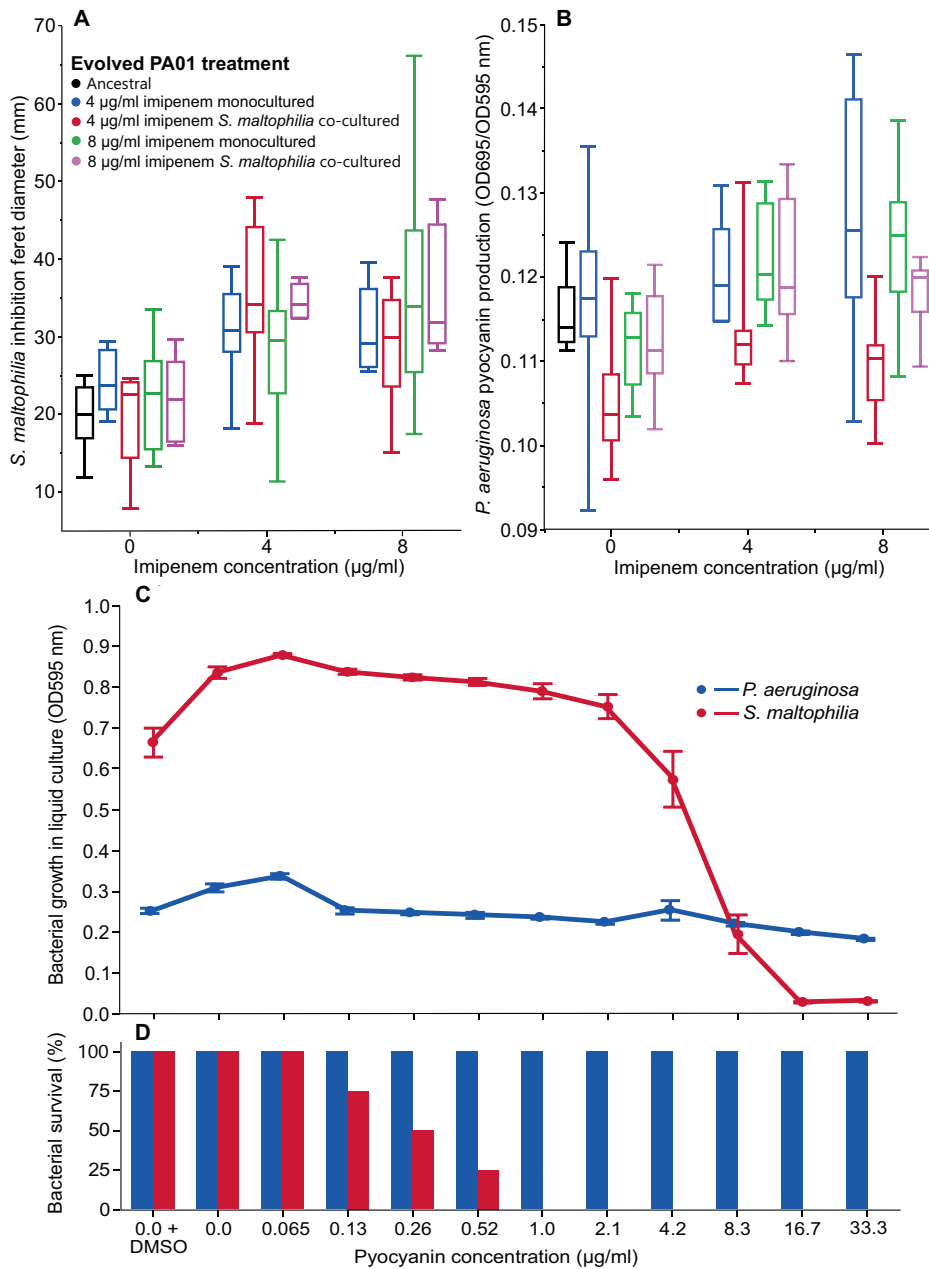 A
S. maltophilia inhibition feret diameter (mm)
70
60
50
40
30
20
10
Evolved PA01 treatment
Ancestral
4 µg/ml imipenem monocultured
4 µg/ml imipenem S. maltophilia co-cultured
8 µg/ml imipenem monocultured
8 µg/ml imipenem S. maltophilia co-cultured
0 4 8
Imipenem concentration (µg/ml)
B
P. aeruginosa pyocyanin production (OD695/OD595 nm)
0.15
0.14
0.13
0.12
0.11
0.10
0.09
0 4 8
Imipenem concentration (µg/ml)
C
Bacterial growth in liquid culture (OD595 nm)
1.0
0.9
0.8
0.7
0.6
0.5
0.4
0.3
0.2
0.1
0.0
P. aeruginosa
S. maltophilia
D
Bacterial survival (%)
100
75
50
25
0
0.0 + DMSO 0.0 0.065 0.13 0.26 0.52 1.0 2.1 4.2 8.3 16.7 33.3
Pyocyanin concentration (µg/ml)